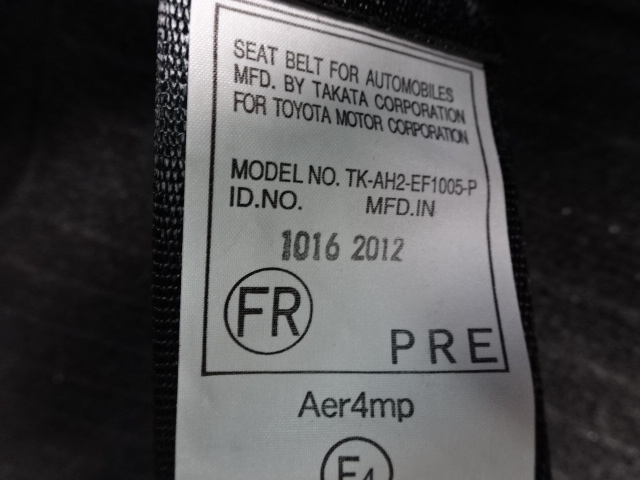 SEAT BELT FOR AUTOMOBILES
MFD. BY TAKATA CORPORATION
FOR TOYOTA MOTOR CORPORATION
MODEL NO. TK-AH2-EF1005-P
ID.NO. MFD.IN
1016 2012
FR
PRE
Aer4mp
E4